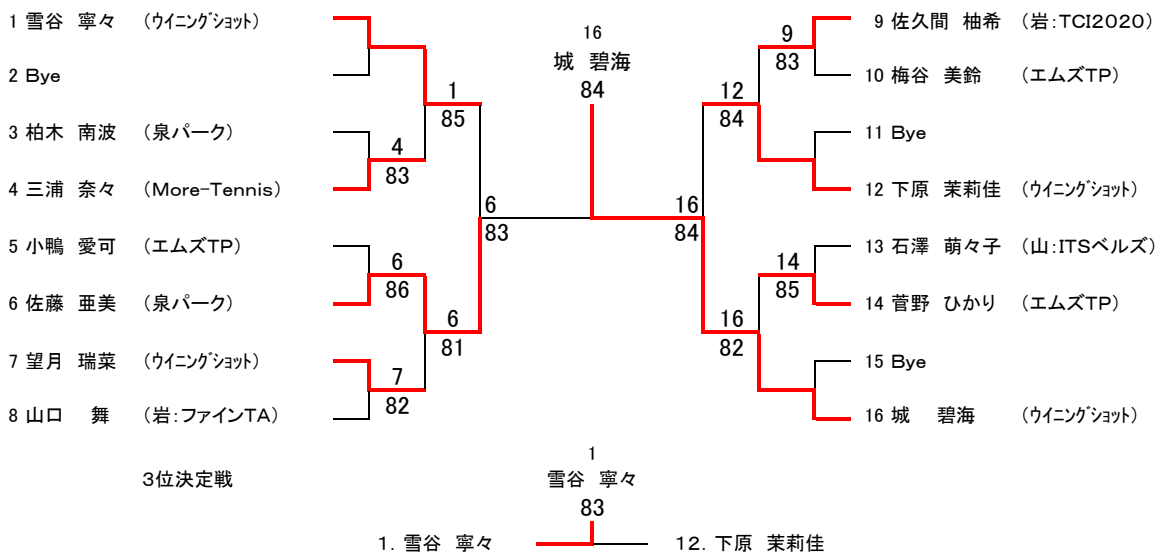 1 雪谷 寧々 (ウイニングショット)
2 Bye
3 柏木 南波 (泉パーク)
4 三浦 奈々 (More-Tennis)
5 小鴨 愛可 (エムズTP)
6 佐藤 亜美 (泉パーク)
7 望月 瑞菜 (ウイニングショット)
8 山口 舞 (岩:ファインTA)
1
85
4
83
6
86
6
81
7
82
6
83
16
城 碧海
84
9
83
12
84
16
84
14
85
16
82
9 佐久間 柚希 (岩:TCI2020)
10 梅谷 美鈴 (エムズTP)
11 Bye
12 下原 茉莉佳 (ウイニングショット)
13 石澤 萌々子 (山:ITSベルズ)
14 菅野 ひかり (エムズTP)
15 Bye
16 城 碧海 (ウイニングショット)
3位決定戦
1
雪谷 寧々
83
1. 雪谷 寧々
12. 下原 茉莉佳